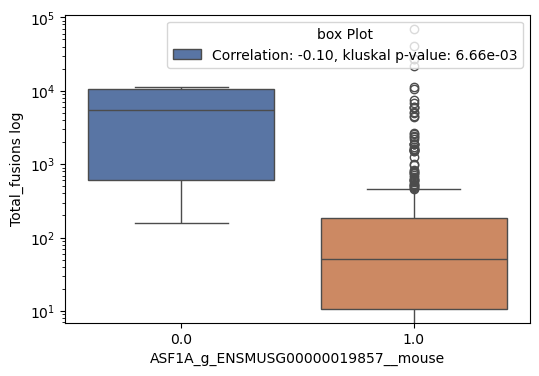 box Plot
Correlation: -0.10, kluskal p-value: 6.66e-03
10^5
10^4
10^3
10^2
10^1
Total_fusions log
0.0
1.0
ASF1A_g_ENSMUSG00000019857__mouse